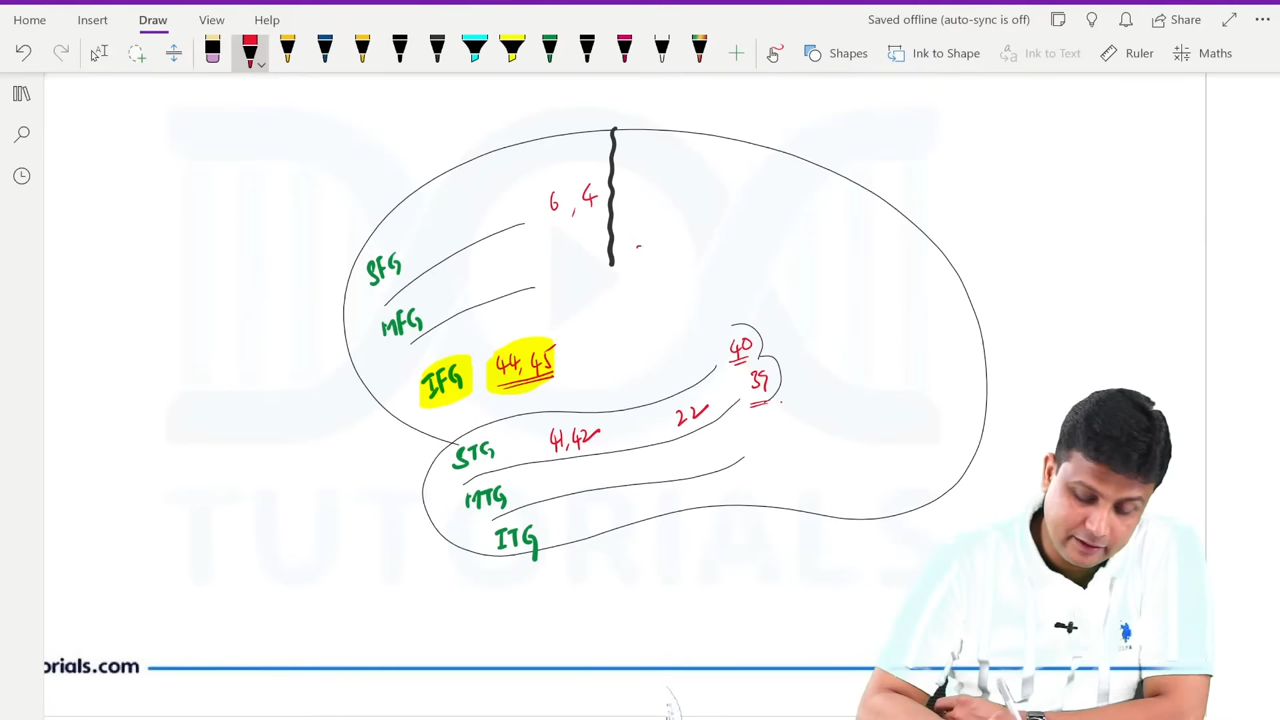 Home Insert Draw View Help Saved offline (auto-sync is off) Share
Shapes Ink to Shape Ink to Text Ruler Maths
6, 4
SFG
MFG
IFG 44, 45
40
39
22
STG 41, 42
MTG
ITG
TUTORIALS
orials.com